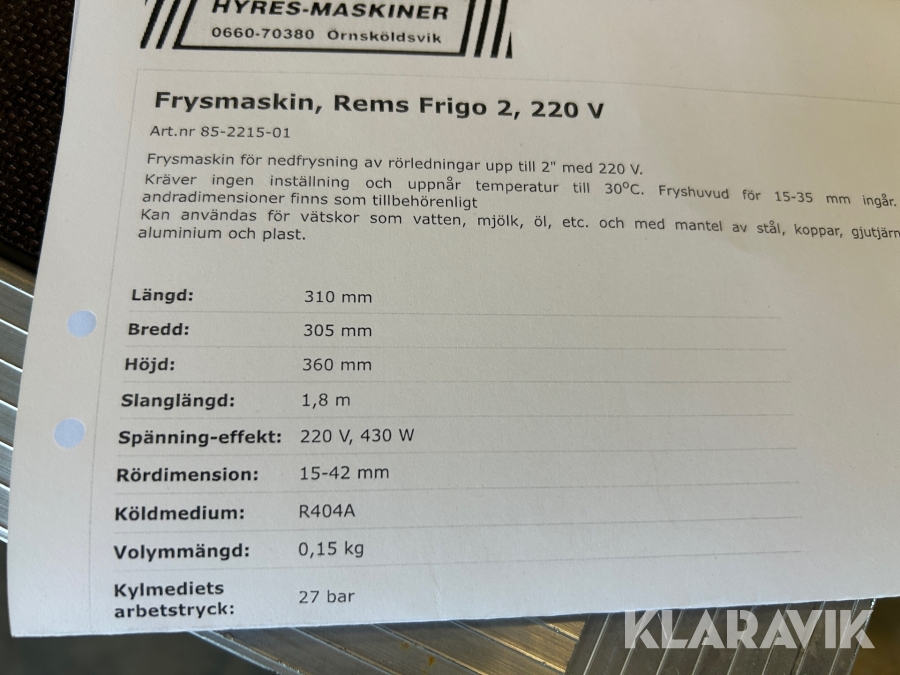 HYRES-MASKINER
0660-70380 Örnsköldsvik
Frysmaskin, Rems Frigo 2, 220 V
Art.nr 85-2215-01
Frysmaskin för nedfrysning av rörledningar upp till 2" med 220 V.
Kräver ingen inställning och uppnår temperatur till 30°C. Fryshuvud för 15-35 mm ingår.
andradimensioner finns som tillbehörenligt
Kan användas för vätskor som vatten, mjölk, öl, etc. och med mantel av stål, koppar, gjutjärn
aluminium och plast.
Längd: 310 mm
Bredd: 305 mm
Höjd: 360 mm
Slanglängd: 1,8 m
Spänning-effekt: 220 V, 430 W
Rördimension: 15-42 mm
Köldmedium: R404A
Volymmängd: 0,15 kg
Kylmediets
arbetstryck: 27 bar
KLARAVIK